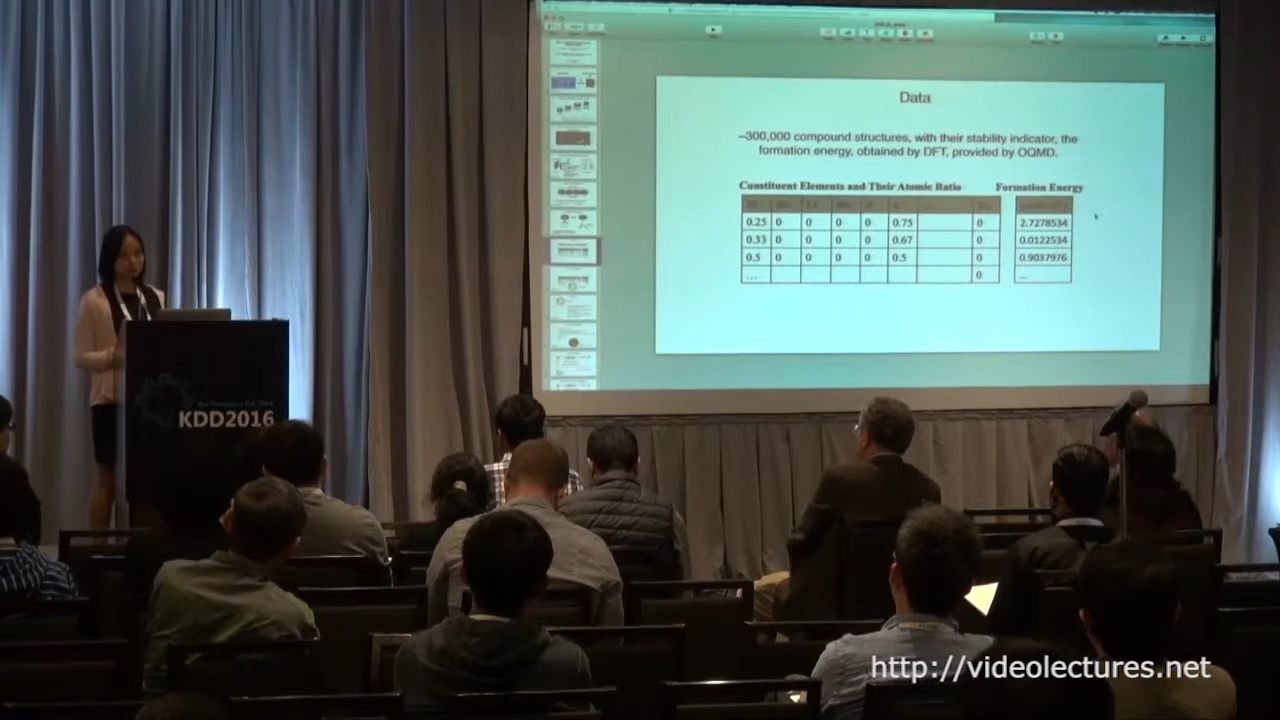 Data
~300,000 compound structures, with their stability indicator, the
formation energy, obtained by DFT, provided by OQMD.
Constituent Elements and Their Atomic Ratio Formation Energy
0.25 0 0 0 0 0.75 0 2.7278534
0.33 0 0 0 0 0.67 0 0.0122534
0.5 0 0 0 0 0.5 0 0.9037976
.... 0 ...
KDD2016
http://videolectures.net